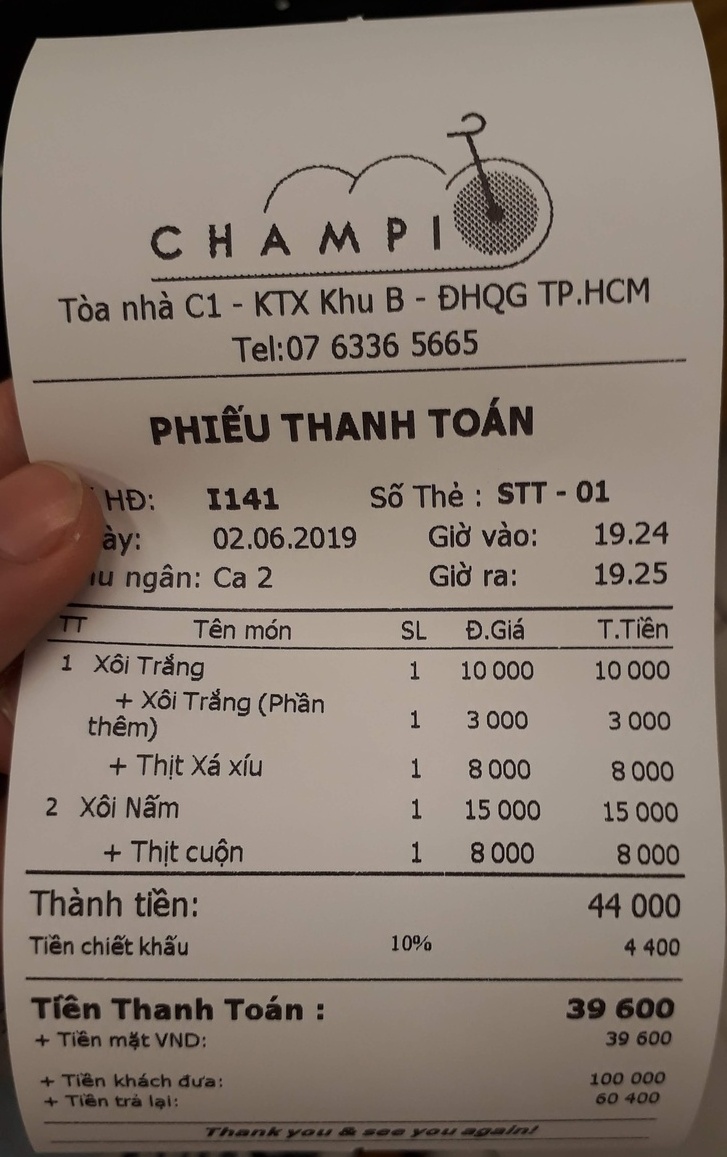 CHAMPI
Tòa nhà C1 - KTX Khu B - ĐHQG TP.HCM
Tel:07 6336 5665
PHIẾU THANH TOÁN
HĐ: I141 Số Thẻ : STT - 01
ày: 02.06.2019 Giờ vào: 19.24
ngân: Ca 2 Giờ ra: 19.25
TT Tên món SL Đ.Giá T.Tiền
1 Xôi Trắng 1 10 000 10 000
+ Xôi Trắng (Phần
thêm) 1 3 000 3 000
+ Thịt Xá xíu 1 8 000 8 000
2 Xôi Nấm 1 15 000 15 000
+ Thịt cuộn 1 8 000 8 000
Thành tiền: 44 000
Tiền chiết khấu 10% 4 400
Tiền Thanh Toán : 39 600
+ Tiền mặt VND: 39 600
+ Tiền khách đưa: 100 000
+ Tiền trả lại: 60 400
Thank you & see you again!